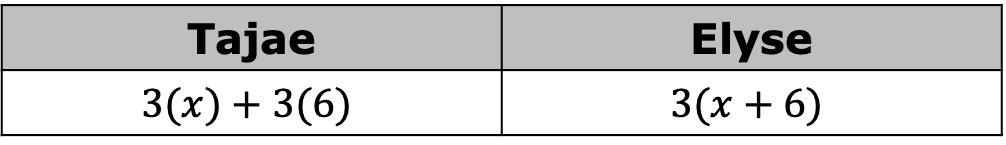 Tajae Elyse
3(x) + 3(6) 3(x + 6)